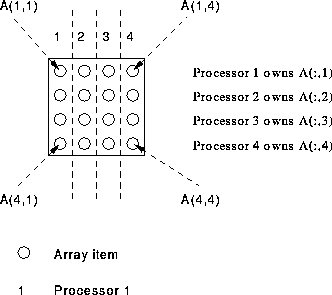 A(1,1) A(1,4)
1 2 3 4
Processor 1 owns A(:,1)
Processor 2 owns A(:,2)
Processor 3 owns A(:,3)
Processor 4 owns A(:,4)
A(4,1) A(4,4)
Array item
1 Processor 1